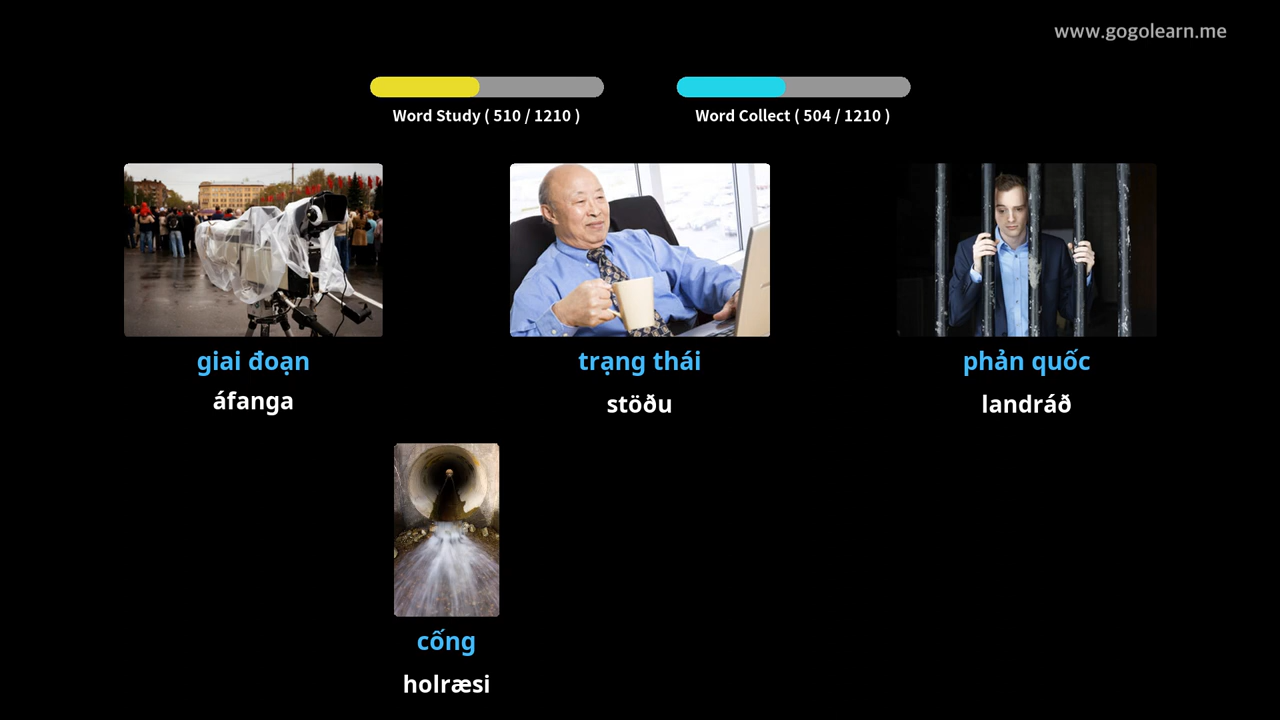 www.gogolearn.me
Word Study ( 510 / 1210 )
Word Collect ( 504 / 1210 )
giai đoạn
trạng thái
phản quốc
áfanga
stöðu
landráð
cống
holræsi